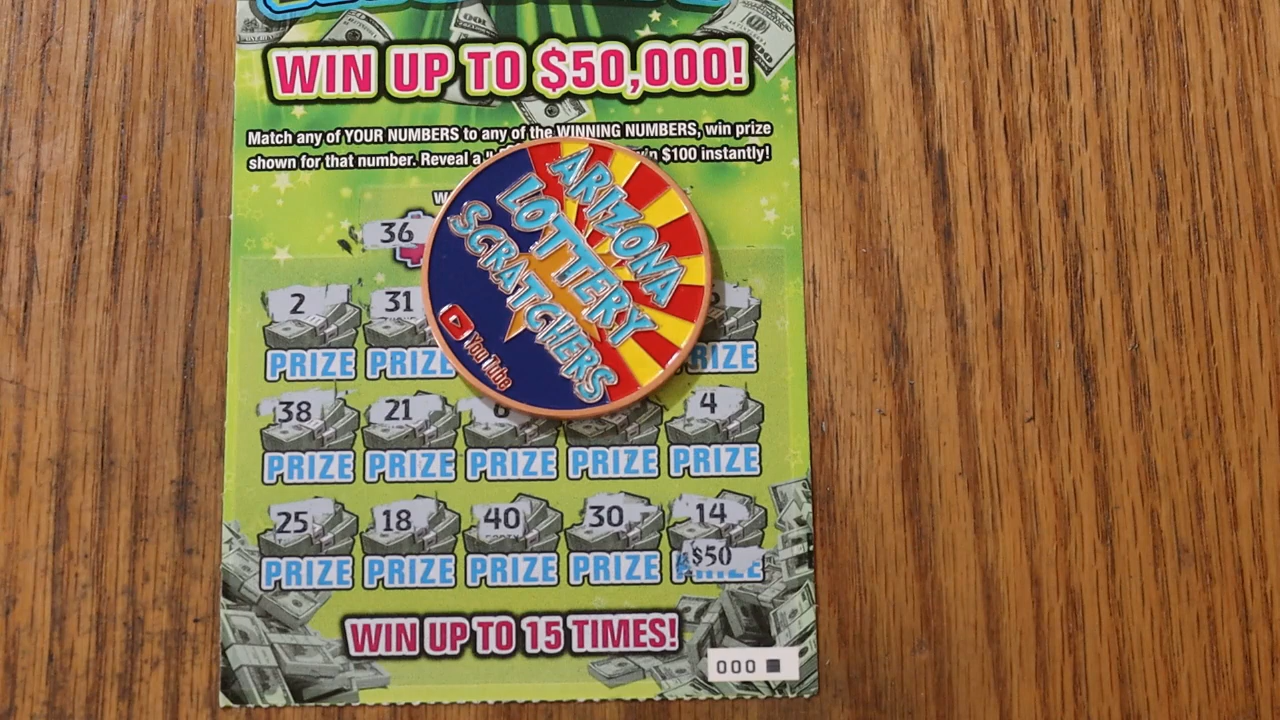 WIN UP TO $50,000!
Match any of YOUR NUMBERS to any of the WINNING NUMBERS, win prize
shown for that number. Reveal a $100 instantly!
36
ARIZONA
LOTTERY
SCRATCHERS
YouTube
2 31
PRIZE PRIZE PRIZE
38 21 6 4
PRIZE PRIZE PRIZE PRIZE PRIZE
25 18 40 30 14
$50
PRIZE PRIZE PRIZE PRIZE PRIZE
WIN UP TO 15 TIMES!
000